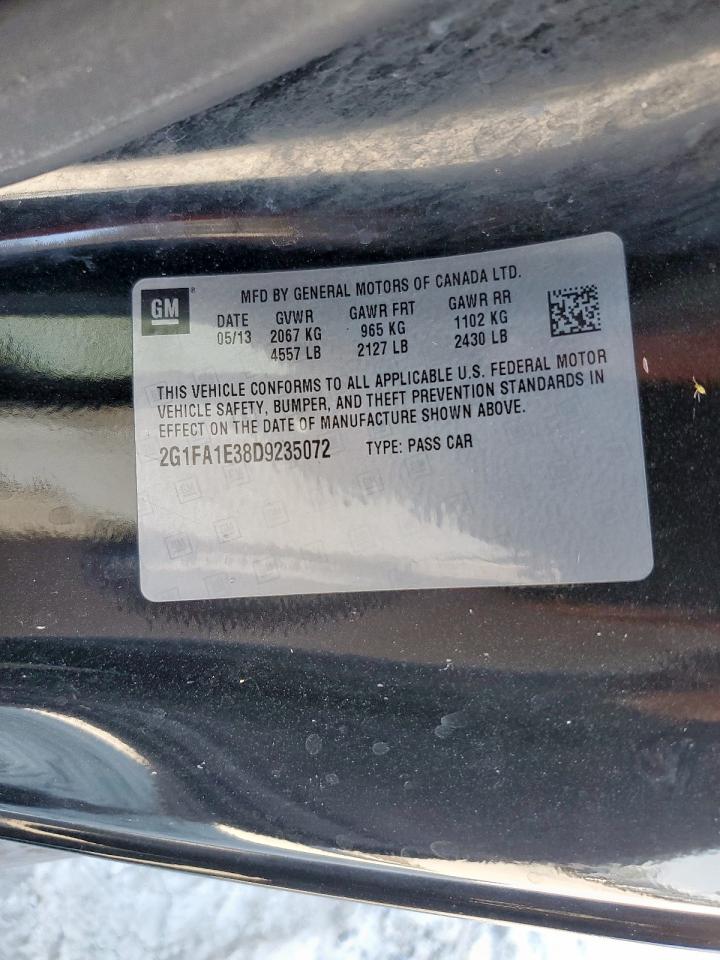 GM
MFD BY GENERAL MOTORS OF CANADA LTD.
DATE GVWR GAWR FRT GAWR RR
05/13 2067 KG 965 KG 1102 KG
4557 LB 2127 LB 2430 LB
THIS VEHICLE CONFORMS TO ALL APPLICABLE U.S. FEDERAL MOTOR
VEHICLE SAFETY, BUMPER, AND THEFT PREVENTION STANDARDS IN
EFFECT ON THE DATE OF MANUFACTURE SHOWN ABOVE.
2G1FA1E38D9235072 TYPE: PASS CAR